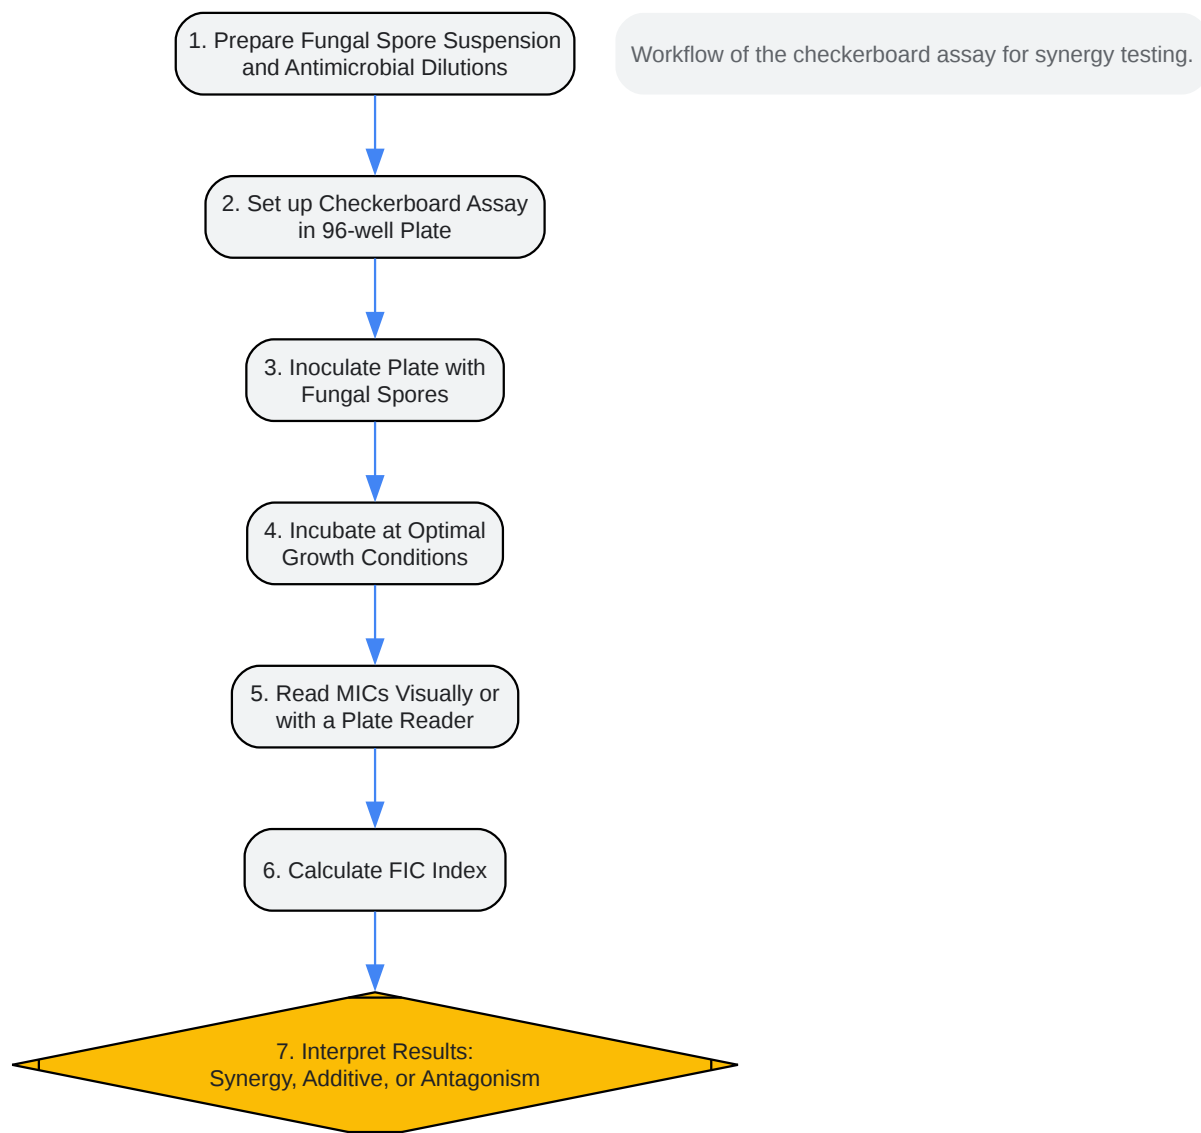 1. Prepare Fungal Spore Suspension
and Antimicrobial Dilutions
Workflow of the checkerboard assay for synergy testing.
2. Set up Checkerboard Assay
in 96-well Plate
3. Inoculate Plate with
Fungal Spores
4. Incubate at Optimal
Growth Conditions
5. Read MICs Visually or
with a Plate Reader
6. Calculate FIC Index
7. Interpret Results:
Synergy, Additive, or Antagonism